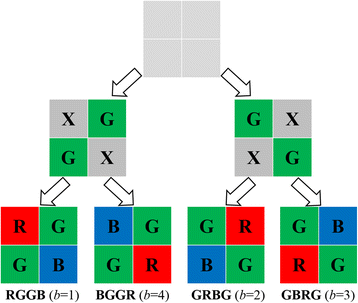 X G G X
G X X G
R G B G G R G B
G B G R B G R G
RGGB (b=1) BGGR (b=4) GRBG (b=2) GBRG (b=3)